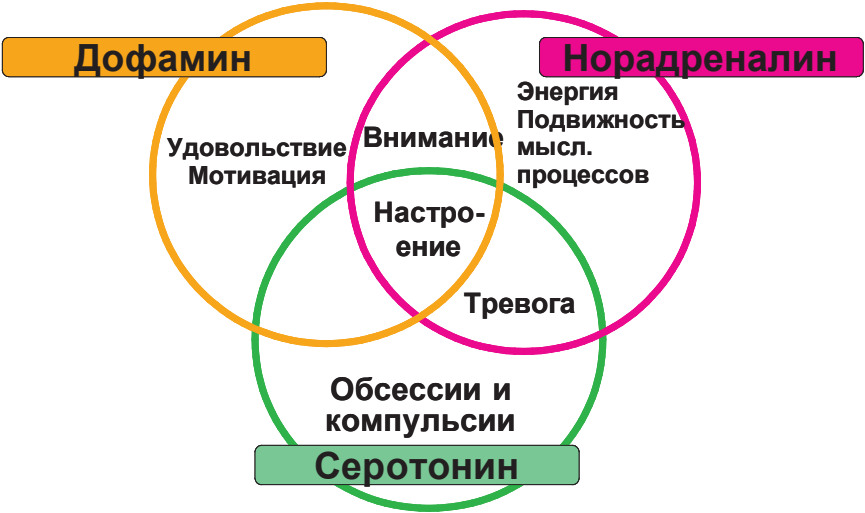 Дофамин
Норадреналин
Удовольствие
Мотивация
Внимание
Энергия
Подвижность
мысл.
процессов
Настро-
ение
Тревога
Обсессии и
компульсии
Серотонин